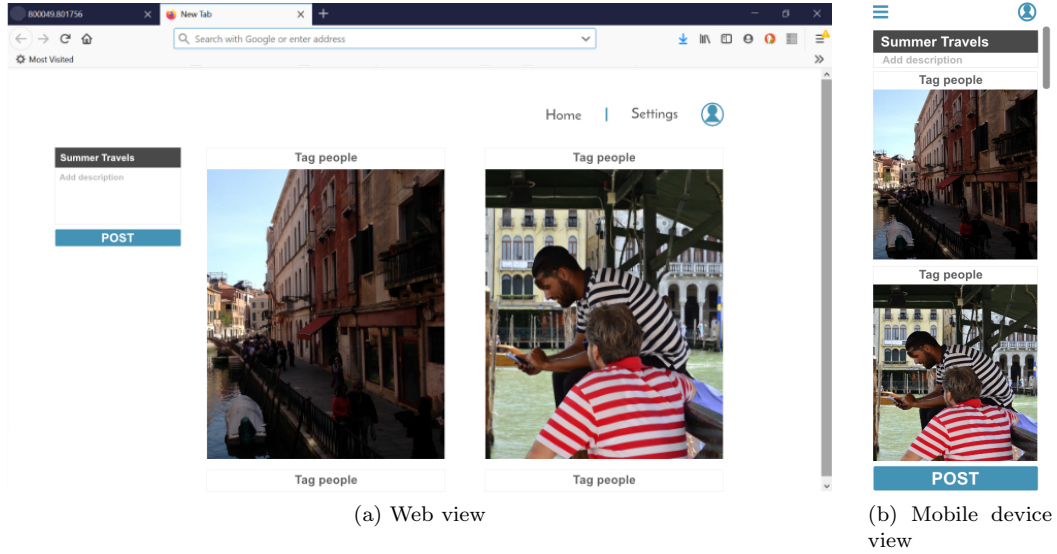 800049.801756
New Tab
Search with Google or enter address
Most Visited
Home | Settings
Summer Travels
Add description
POST
Tag people
Tag people
Tag people
Tag people
(a) Web view
Summer Travels
Add description
Tag people
Tag people
POST
(b) Mobile device
view